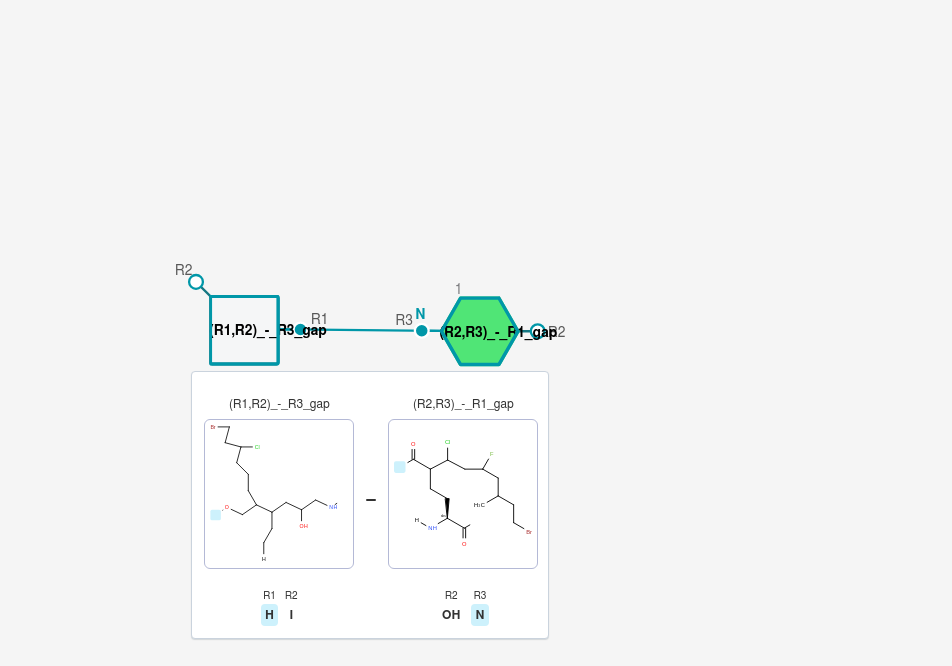 R2
1
R1
R3
N
(R1,R2)_-_R3_gap
(R2,R3)_-_R1_gap
R2
(R1,R2)_-_R3_gap
(R2,R3)_-_R1_gap
Br
Cl
O
OH
NH
H
O
Cl
F
H₃C
Br
H
NH
O
R1 R2
R2 R3
H I
OH N